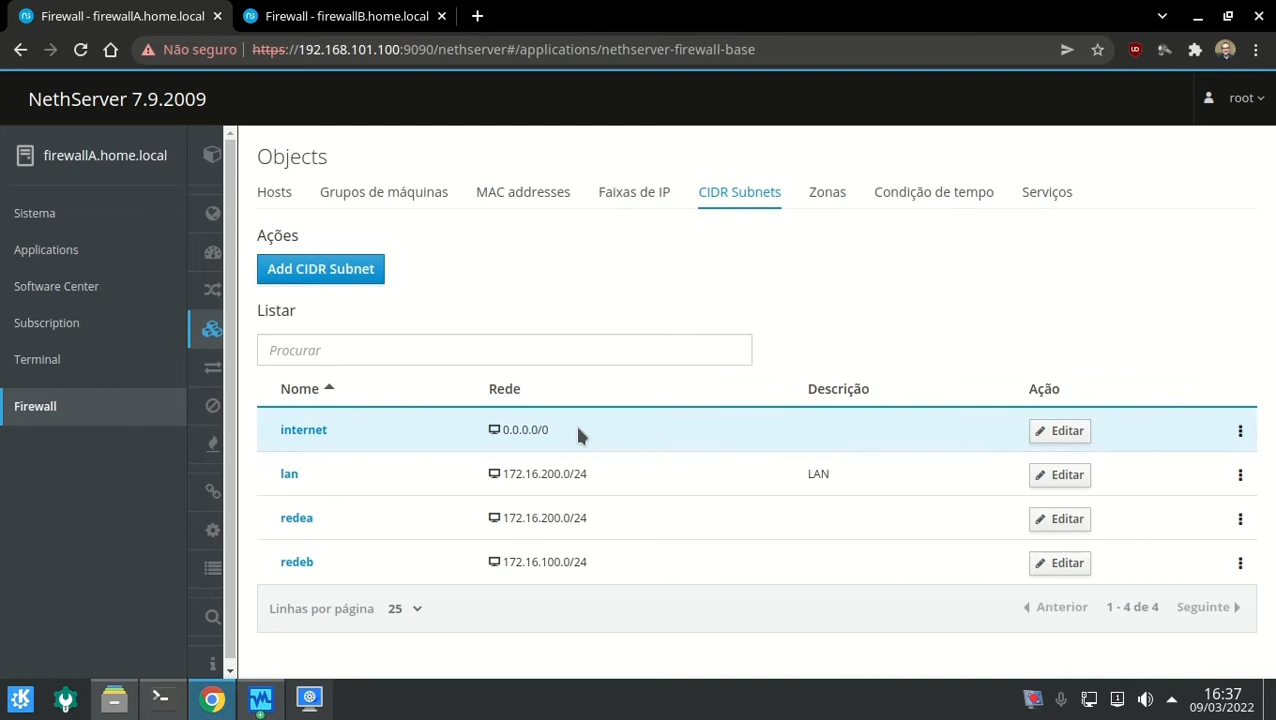 Firewall - firewallA.home.local
Firewall - firewallB.home.local
Não seguro https://192.168.101.100:9090/nethserver#/applications/nethserver-firewall-base
NethServer 7.9.2009
root
firewallA.home.local
Sistema
Applications
Software Center
Subscription
Terminal
Firewall
Objects
Hosts Grupos de máquinas MAC addresses Faixas de IP CIDR Subnets Zonas Condição de tempo Serviços
Ações
Add CIDR Subnet
Listar
Procurar
Nome Rede Descrição Ação
internet 0.0.0.0/0 Editar
lan 172.16.200.0/24 LAN Editar
redea 172.16.200.0/24 Editar
redeb 172.16.100.0/24 Editar
Linhas por página 25 Anterior 1 - 4 de 4 Seguinte
16:37
09/03/2022